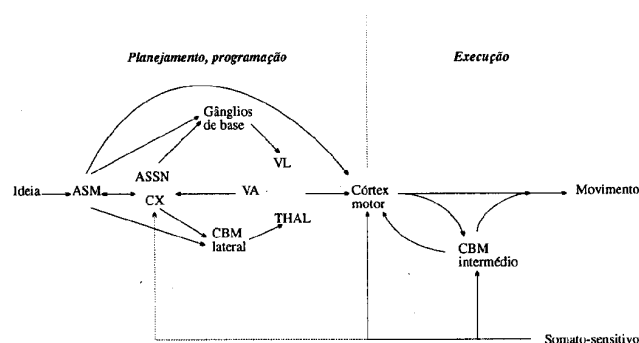 Planejamento, programação
Execução
Gânglios
de base
VL
Ideia
ASM
ASSN
CX
VA
THAL
CBM
lateral
Córtex
motor
Movimento
CBM
intermédio
Somato-sensitivo